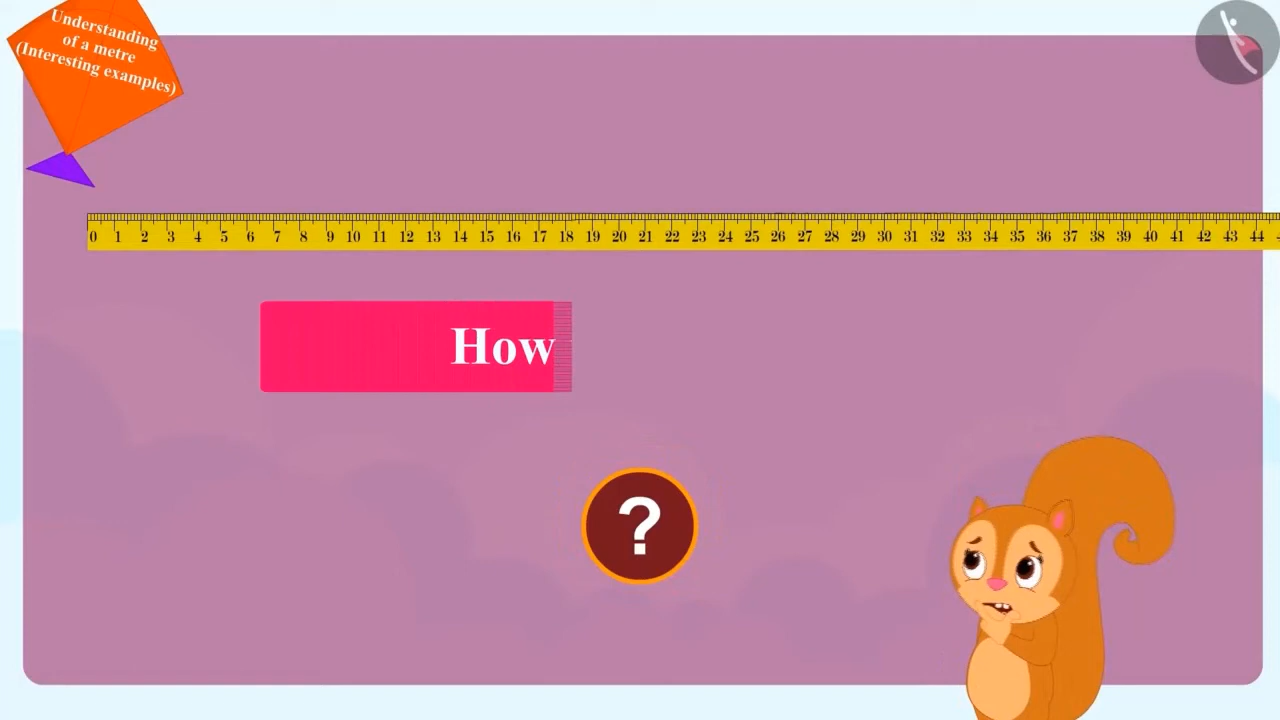 Understanding
of a metre
(Interesting examples)
0 1 2 3 4 5 6 7 8 9 10 11 12 13 14 15 16 17 18 19 20 21 22 23 24 25 26 27 28 29 30 31 32 33 34 35 36 37 38 39 40 41 42 43 44
How
?